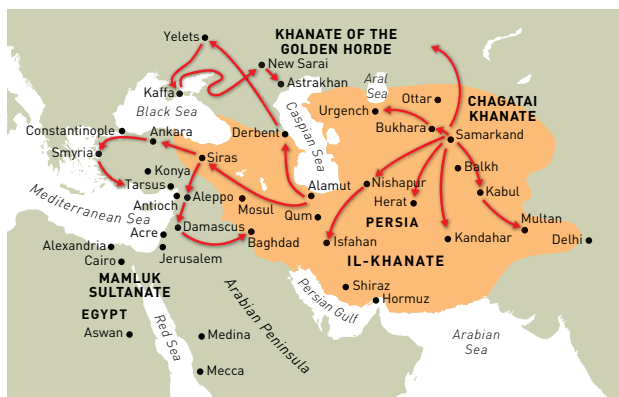 KHANATE OF THE
GOLDEN HORDE
Yelets
New Sarai
Astrakhan
Kaffa
Black Sea
Caspian Sea
Aral
Sea
Ottar
Urgench
CHAGATAI
KHANATE
Bukhara
Samarkand
Constantinople
Ankara
Derbent
Smyria
Siras
Balkh
Konya
Tarsus
Alamut
Nishapur
Kabul
Mediterranean Sea
Antioch
Aleppo
Mosul
Qum
Herat
PERSIA
Multan
Acre
Damascus
Baghdad
Isfahan
Kandahar
Delhi
Alexandria
Jerusalem
IL-KHANATE
Cairo
MAMLUK
SULTANATE
EGYPT
Arabian Peninsula
Persian Gulf
Shiraz
Hormuz
Aswan
Red Sea
Medina
Arabian
Sea
Mecca